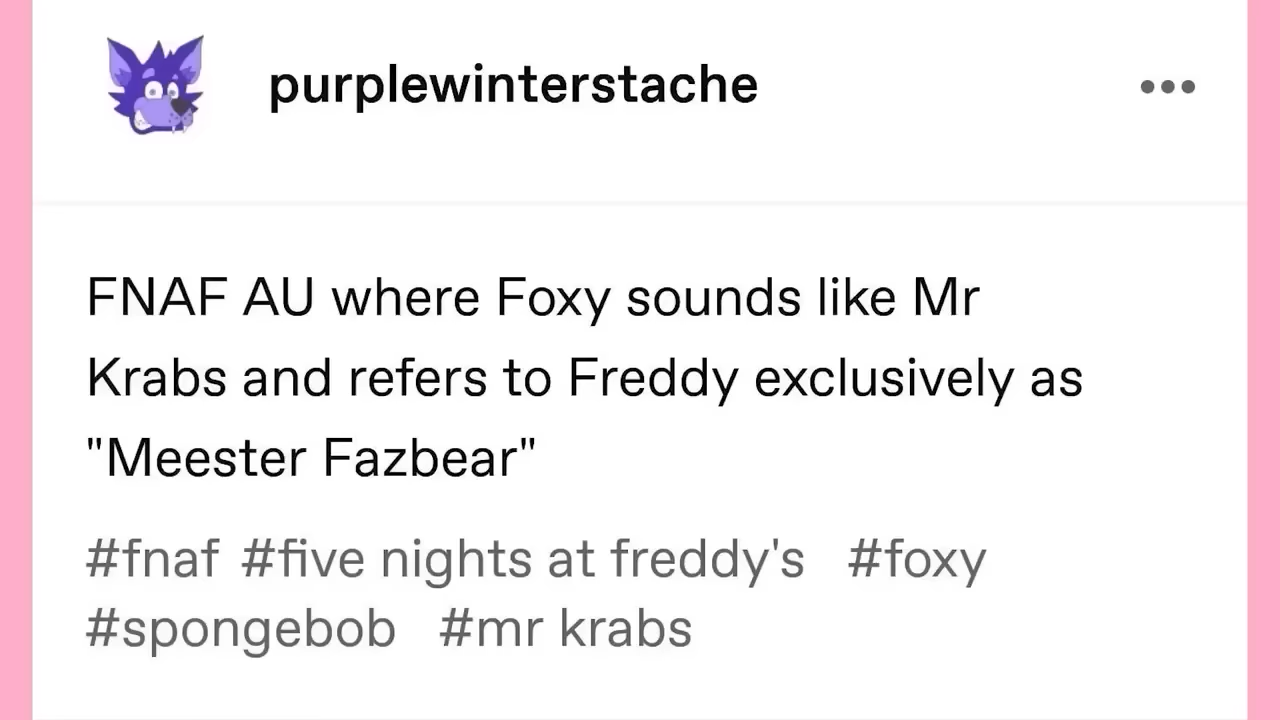 purplewinterstache
FNAF AU where Foxy sounds like Mr
Krabs and refers to Freddy exclusively as
"Meester Fazbear"
#fnaf #five nights at freddy's #foxy
#spongebob #mr krabs